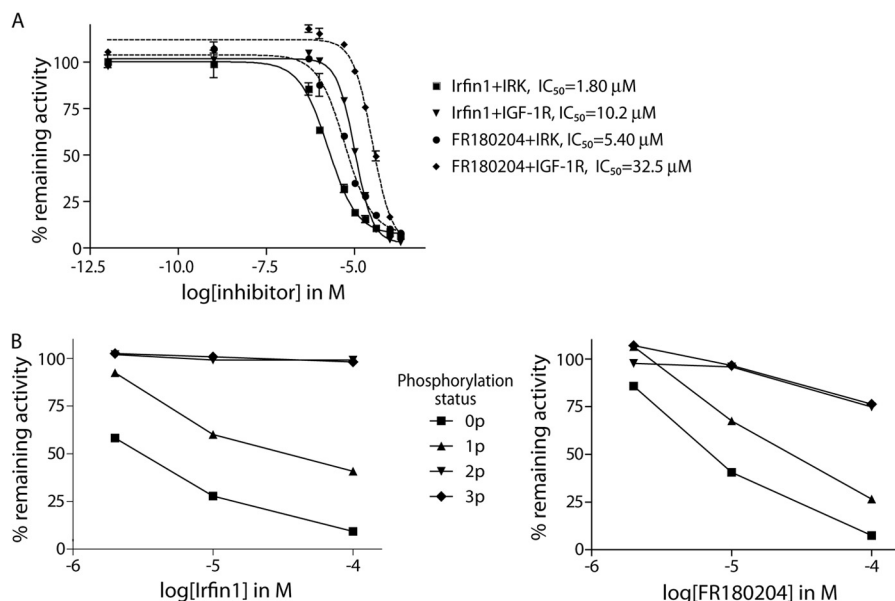 A
% remaining activity
100
75
50
25
0
-12.5
-10.0
-7.5
-5.0
log[inhibitor] in M
Irfin1+IRK, IC₅₀=1.80 µM
Irfin1+IGF-1R, IC₅₀=10.2 µM
FR180204+IRK, IC₅₀=5.40 µM
FR180204+IGF-1R, IC₅₀=32.5 µM
B
% remaining activity
100
75
50
25
0
-6
-5
-4
log[Irfin1] in M
Phosphorylation
status
0p
1p
2p
3p
% remaining activity
100
75
50
25
0
-6
-5
-4
log[FR180204] in M